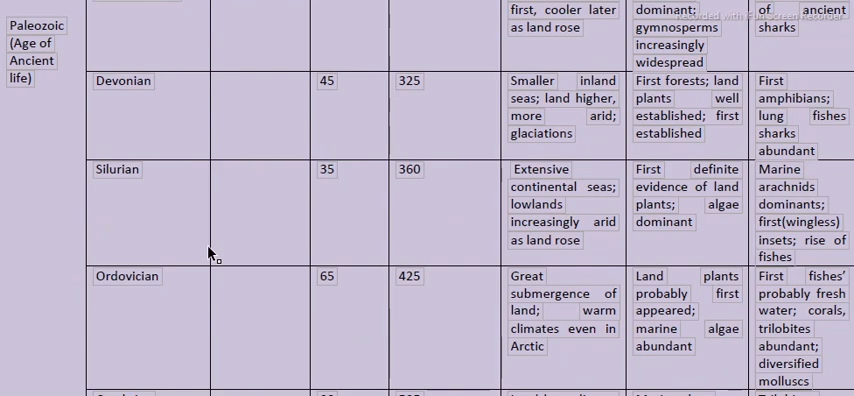 Paleozoic
(Age of
Ancient
life)
first, cooler later
as land rose
dominant;
gymnosperms
increasingly
widespread
of ancient
sharks
Recorded with iFun Screen Recorder
Devonian
45
325
Smaller inland
seas; land higher,
more arid;
glaciations
First forests; land
plants well
established; first
established
First
amphibians;
lung fishes
sharks
abundant
Silurian
35
360
Extensive
continental seas;
lowlands
increasingly arid
as land rose
First definite
evidence of land
plants; algae
dominant
Marine
arachnids
dominants;
first(wingless)
insets; rise of
fishes
Ordovician
65
425
Great
submergence of
land; warm
climates even in
Arctic
Land plants
probably first
appeared;
marine algae
abundant
First fishes’
probably fresh
water; corals,
trilobites
abundant;
diversified
molluscs